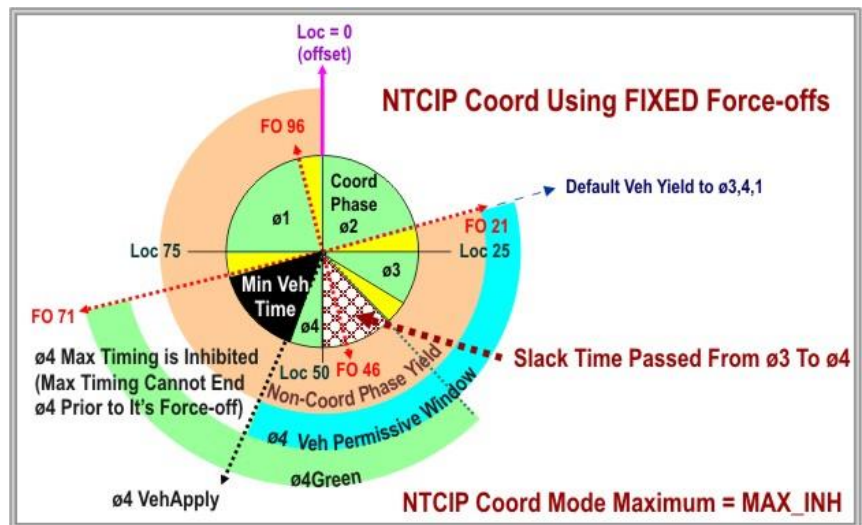 Loc = 0
(offset)
NTCIP Coord Using FIXED Force-offs
FO 96
Coord
Phase
ø2
ø1
Default Veh Yield to ø3,4,1
FO 21
Loc 75
Loc 25
ø3
Min Veh
Time
ø4
FO 71
Slack Time Passed From ø3 To ø4
FO 46
Loc 50
Non-Coord Phase Yield
ø4 Max Timing is Inhibited
(Max Timing Cannot End
ø4 Prior to It's Force-off)
ø4 Veh Permissive Window
ø4Green
ø4 VehApply
NTCIP Coord Mode Maximum = MAX_INH